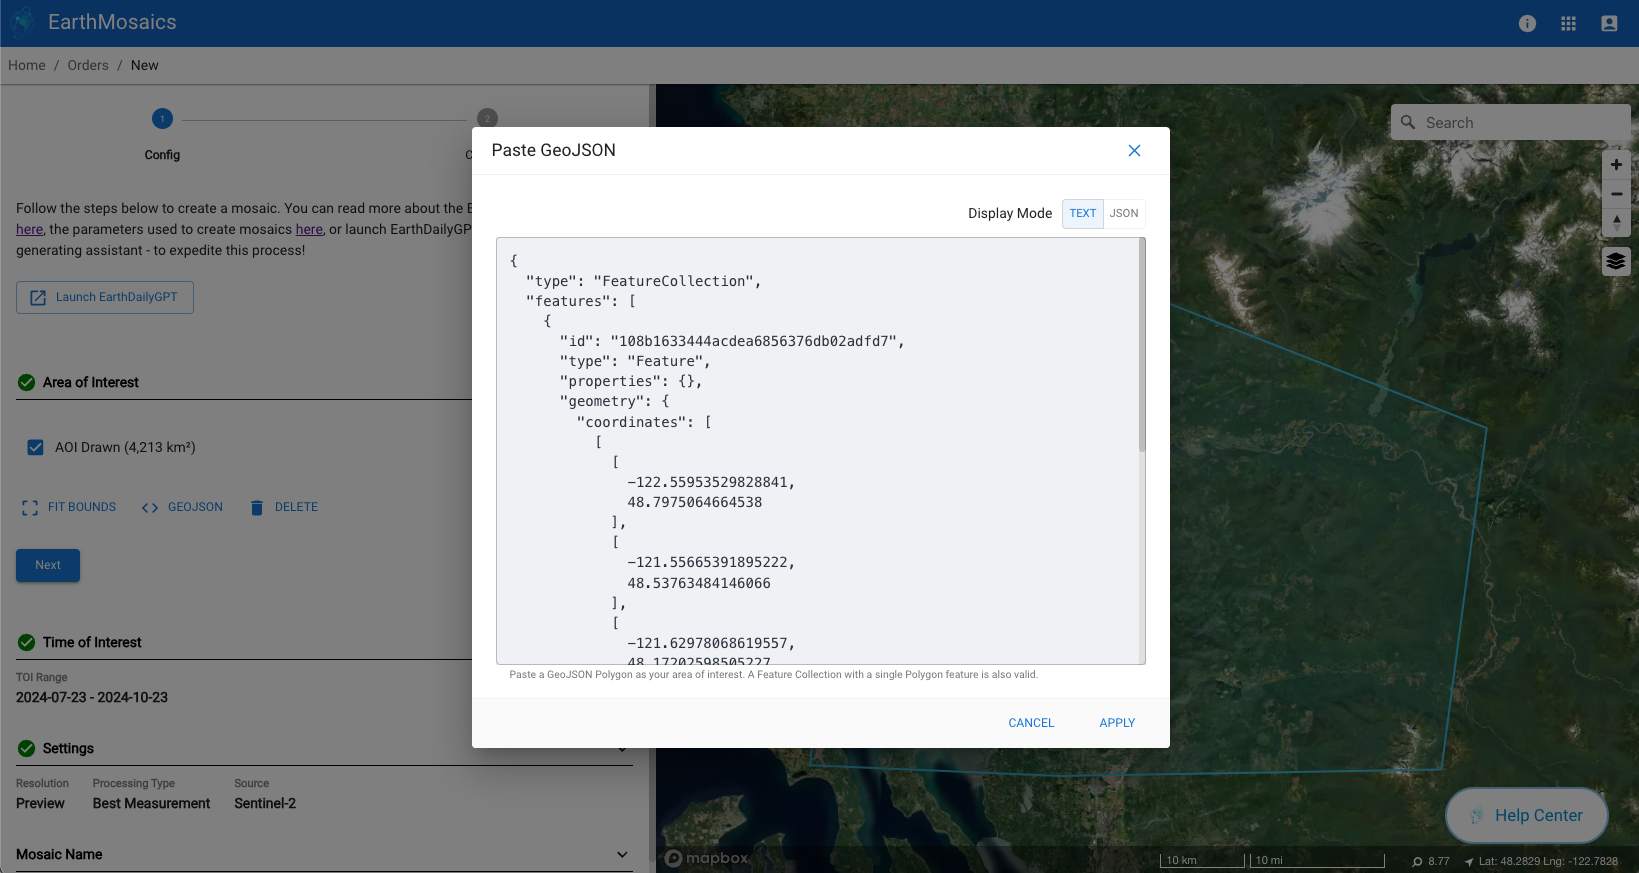 EarthMosaics
Home / Orders / New
1
2
Config
C
Follow the steps below to create a mosaic. You can read more about the E
here, the parameters used to create mosaics here, or launch EarthDailyGP
generating assistant - to expedite this process!
Launch EarthDailyGPT
Area of Interest
AOI Drawn (4,213 km²)
FIT BOUNDS
GEOJSON
DELETE
Next
Time of Interest
TOI Range
2024-07-23 - 2024-10-23
Settings
Resolution Processing Type Source
Preview Best Measurement Sentinel-2
Mosaic Name
Paste GeoJSON
Display Mode TEXT JSON
{
"type": "FeatureCollection",
"features": [
{
"id": "108b1633444acdea6856376db02adfd7",
"type": "Feature",
"properties": {},
"geometry": {
"coordinates": [
[
[
-122.55953529828841,
48.7975064664538
],
[
-121.55665391895222,
48.53763484146066
],
[
-121.62978068619557,
48.17202598505227
Paste a GeoJSON Polygon as your area of interest. A Feature Collection with a single Polygon feature is also valid.
CANCEL APPLY
Search
Help Center
mapbox
10 km
10 mi
8.77
Lat: 48.2829 Lng: -122.7828